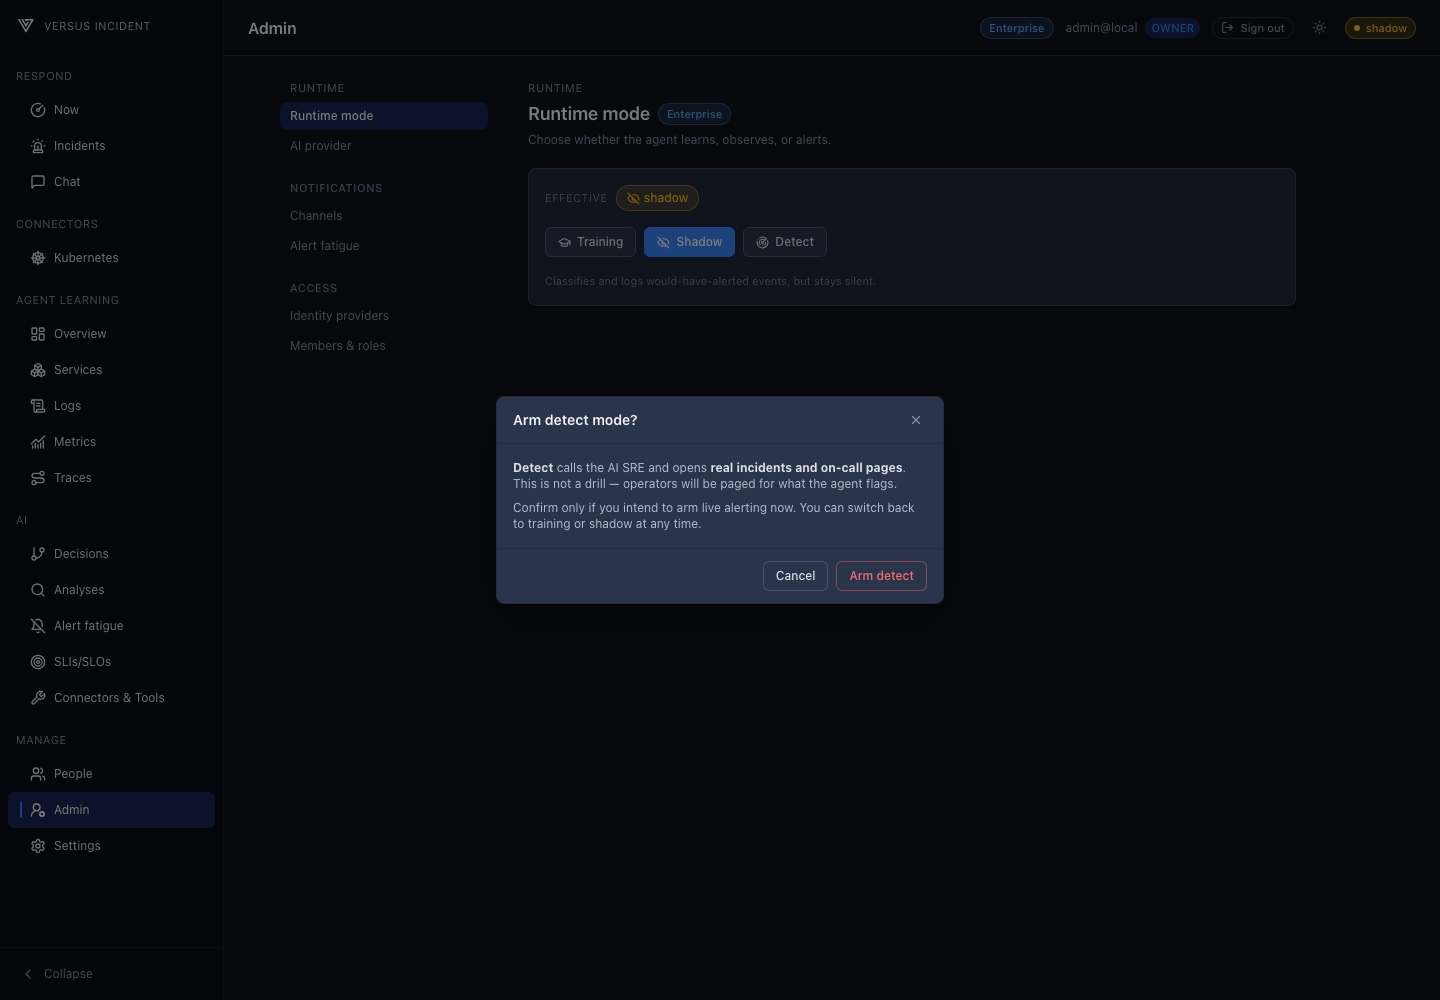 VERSUS INCIDENT
RESPOND
Now
Incidents
Chat
CONNECTORS
Kubernetes
AGENT LEARNING
Overview
Services
Logs
Metrics
Traces
AI
Decisions
Analyses
Alert fatigue
SLIs/SLOs
Connectors & Tools
MANAGE
People
Admin
Settings
Collapse
Admin
Enterprise
admin@local
OWNER
Sign out
shadow
RUNTIME
Runtime mode
AI provider
NOTIFICATIONS
Channels
Alert fatigue
ACCESS
Identity providers
Members & roles
RUNTIME
Runtime mode
Enterprise
Choose whether the agent learns, observes, or alerts.
EFFECTIVE
shadow
Training
Shadow
Detect
Classifies and logs would-have-alerted events, but stays silent.
Arm detect mode?
Detect calls the AI SRE and opens real incidents and on-call pages.
This is not a drill — operators will be paged for what the agent flags.
Confirm only if you intend to arm live alerting now. You can switch back
to training or shadow at any time.
Cancel
Arm detect